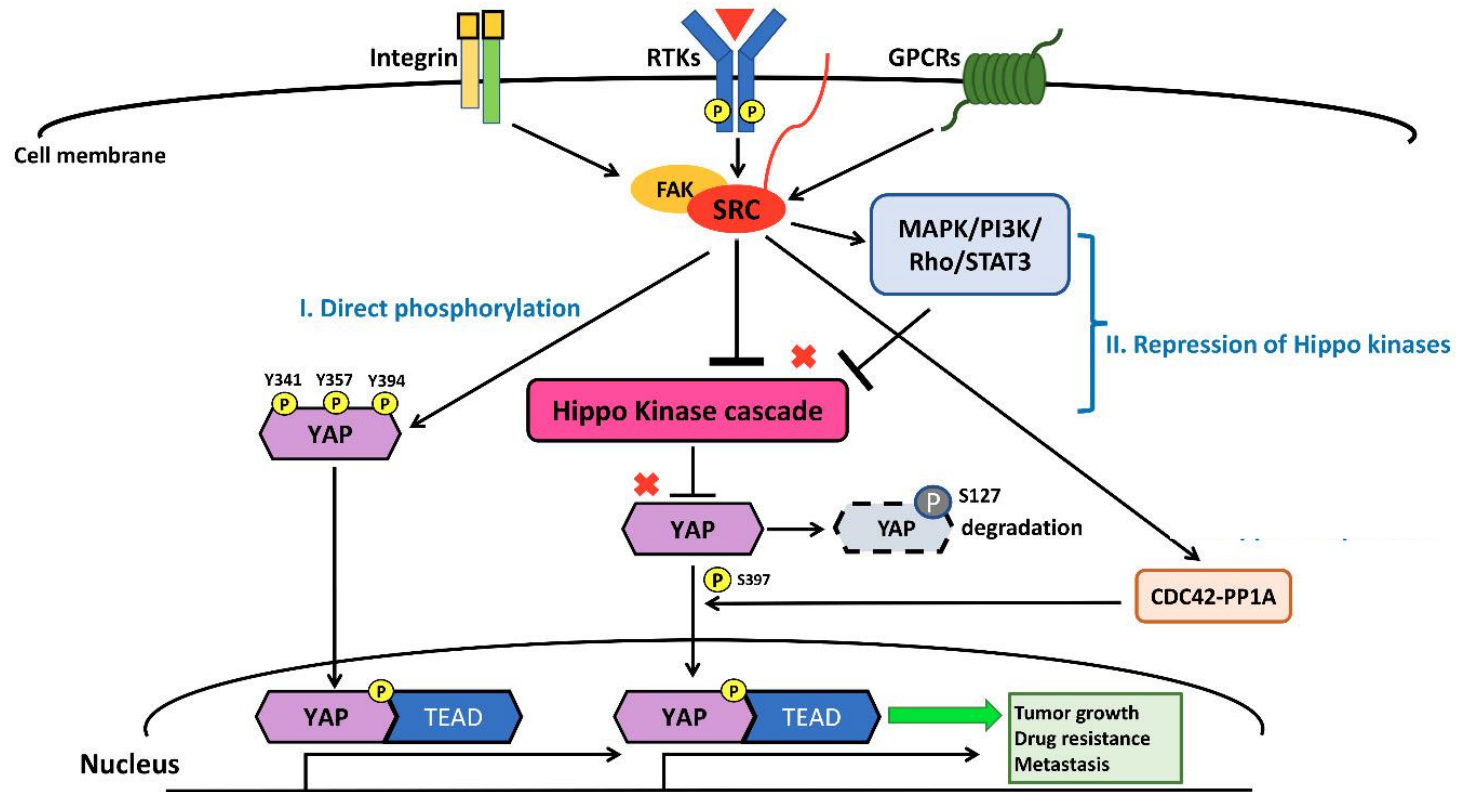 Integrin
RTKs
GPCRs
P
P
Cell membrane
FAK
SRC
MAPK/PI3K/
Rho/STAT3
I. Direct phosphorylation
II. Repression of Hippo kinases
Y341
Y357
Y394
P
P
P
YAP
Hippo Kinase cascade
YAP
YAP
P
S127
degradation
P
S397
CDC42-PP1A
P
YAP
TEAD
P
YAP
TEAD
Tumor growth
Drug resistance
Metastasis
Nucleus